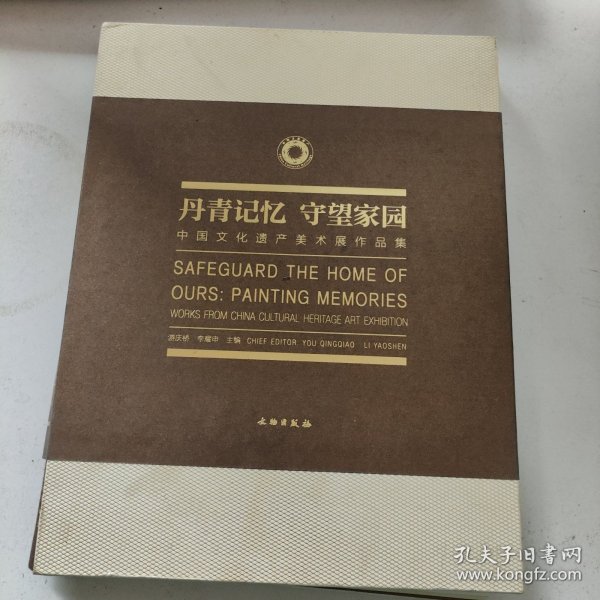 丹青记忆 守望家园
中国文化遗产美术展作品集
SAFEGUARD THE HOME OF
OURS: PAINTING MEMORIES
WORKS FROM CHINA CULTURAL HERITAGE ART EXHIBITION
游庆桥 李耀申 主编 CHIEF EDITOR YOU QINGQIAO LI YAOSHEN
文物出版社
孔夫子旧书网
www.kongfz.com